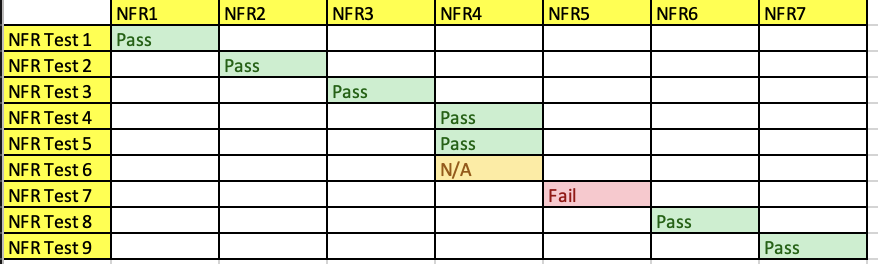 NFR1 NFR2 NFR3 NFR4 NFR5 NFR6 NFR7
NFR Test 1 Pass
NFR Test 2 Pass
NFR Test 3 Pass
NFR Test 4 Pass
NFR Test 5 Pass
NFR Test 6 N/A
NFR Test 7 Fail
NFR Test 8 Pass
NFR Test 9 Pass